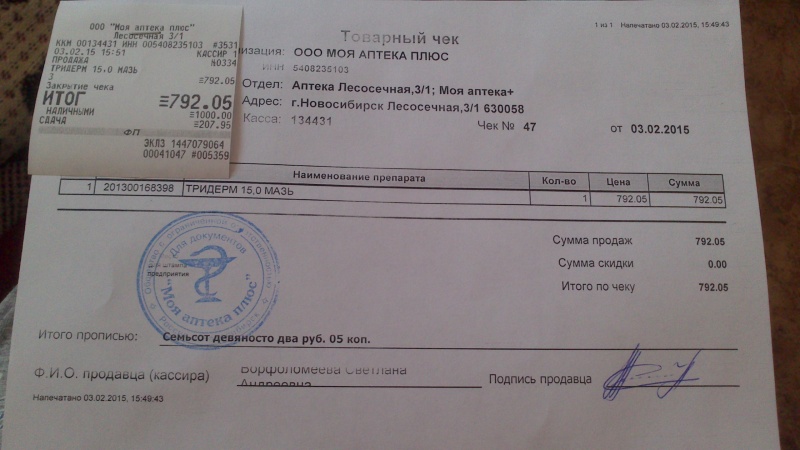 ООО "Моя аптека плюс"
Лесосечная 3/1
ККМ 00134431 ИНН 005408235103 #3531
03.02.15 15:51 КАССИР 1
ПРОДАЖА №0334
ТРИДЕРМ 15,0 МАЗЬ
3 ≡792.05
Закрытие чека
ИТОГ ≡792.05
НАЛИЧНЫМИ ≡1000.00
СДАЧА ≡207.95
ФП
ЭКЛЗ 1447079064
00041047 #005359
1 из 1 Напечатано 03.02.2015, 15:49:43
Товарный чек
низация: ООО МОЯ АПТЕКА ПЛЮС
ИНН 5408235103
Отдел: Аптека Лесосечная,3/1; Моя аптека+
Адрес: г.Новосибирск Лесосечная,3/1 630058
Касса: 134431 Чек № 47 от 03.02.2015
Наименование препарата Кол-во Цена Сумма
1 201300168398 ТРИДЕРМ 15,0 МАЗЬ 1 792.05 792.05
Сумма продаж 792.05
Сумма скидки 0.00
Итого по чеку 792.05
Для документов
предприятия
"Моя аптека плюс"
Итого прописью: Семьсот девяносто два руб. 05 коп.
Ф.И.О. продавца (кассира) Ворфоломеева Светлана
Андреевна
Подпись продавца
Напечатано 03.02.2015, 15:49:43